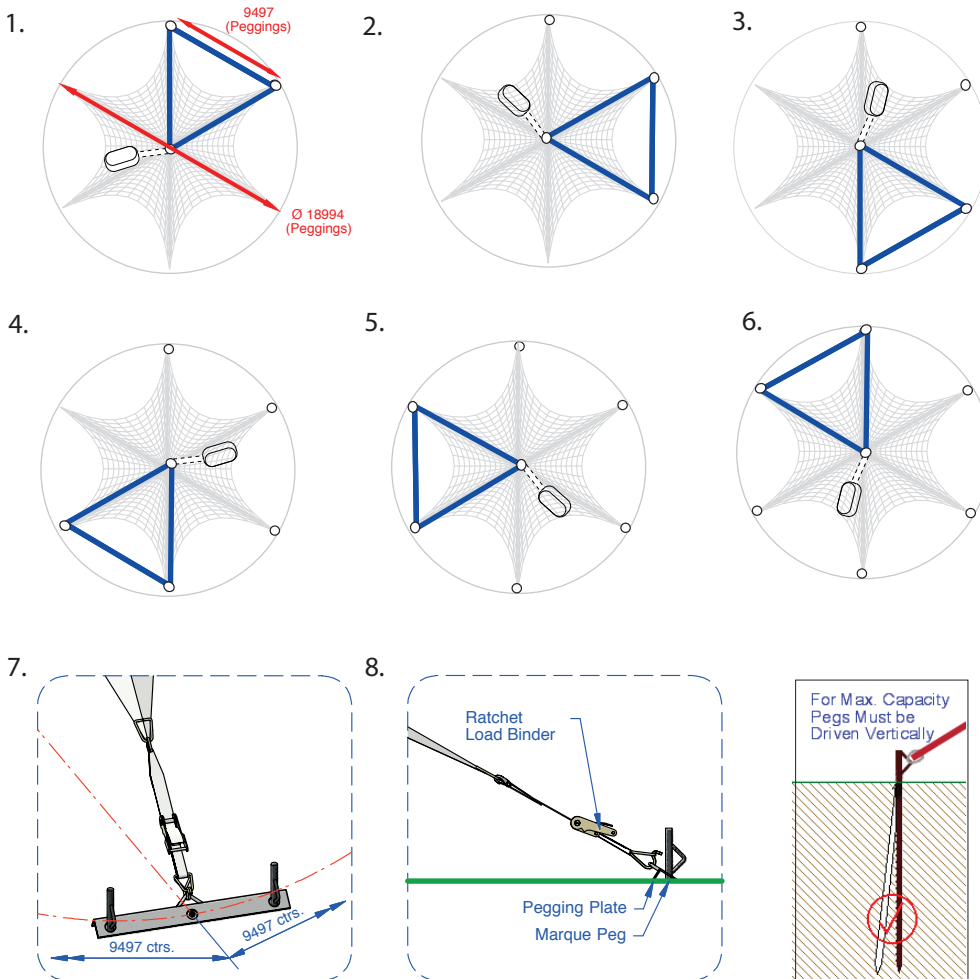 1.
9497
(Peggings)
Ø 18994
(Peggings)
2.
3.
4.
5.
6.
7.
9497 ctrs.
9497 ctrs.
8.
Ratchet
Load Binder
Pegging Plate
Marque Peg
For Max. Capacity
Pegs Must be
Driven Vertically